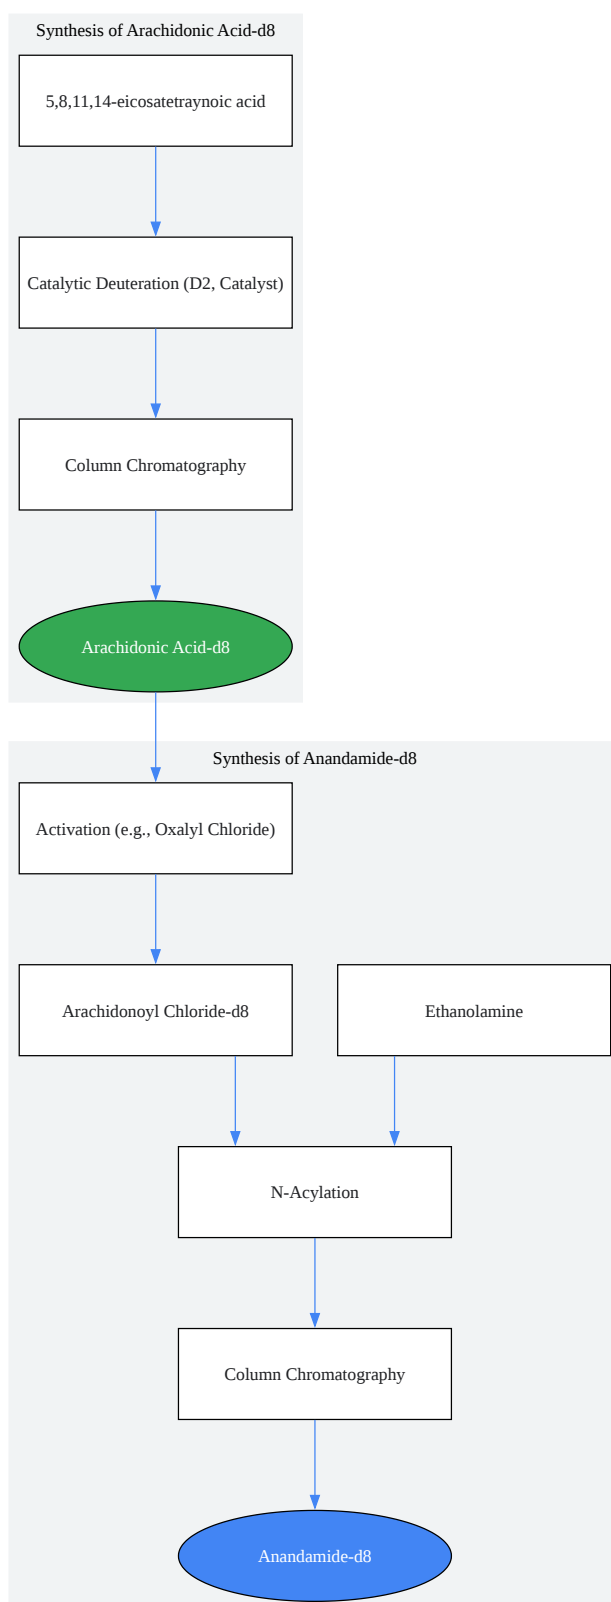 Synthesis of Arachidonic Acid-d8
5,8,11,14-eicosatetraynoic acid
Catalytic Deuteration (D2, Catalyst)
Column Chromatography
Arachidonic Acid-d8
Synthesis of Anandamide-d8
Activation (e.g., Oxalyl Chloride)
Arachidonoyl Chloride-d8
Ethanolamine
N-Acylation
Column Chromatography
Anandamide-d8